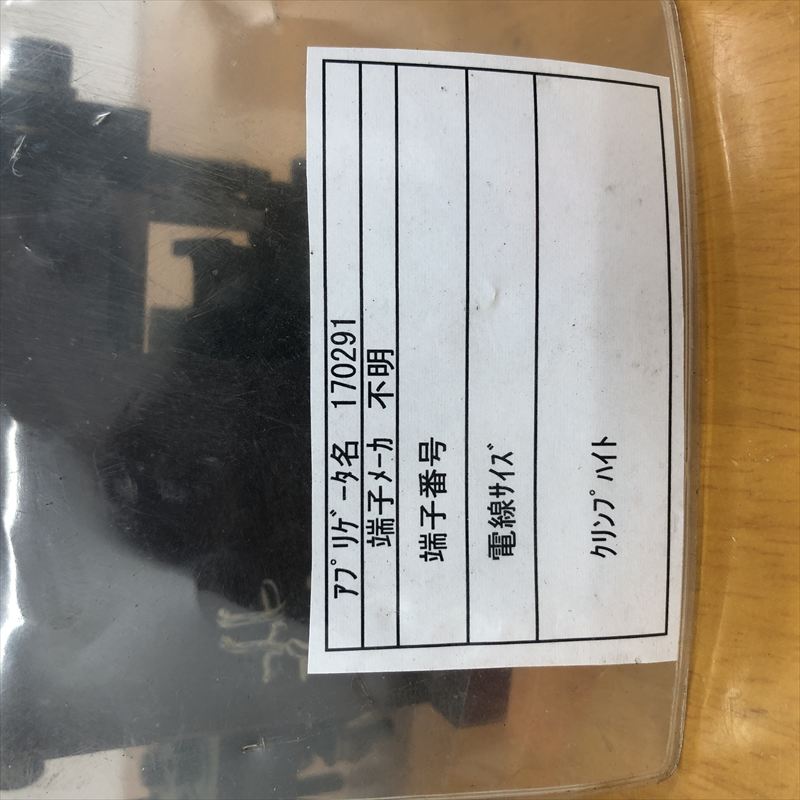 ｱﾌﾟﾘｹﾞｰﾀ名 170291
端子ﾒｰｶ 不明
端子番号
電線ｻｲｽﾞ
ｸﾘﾝﾌﾟﾊｲﾄ